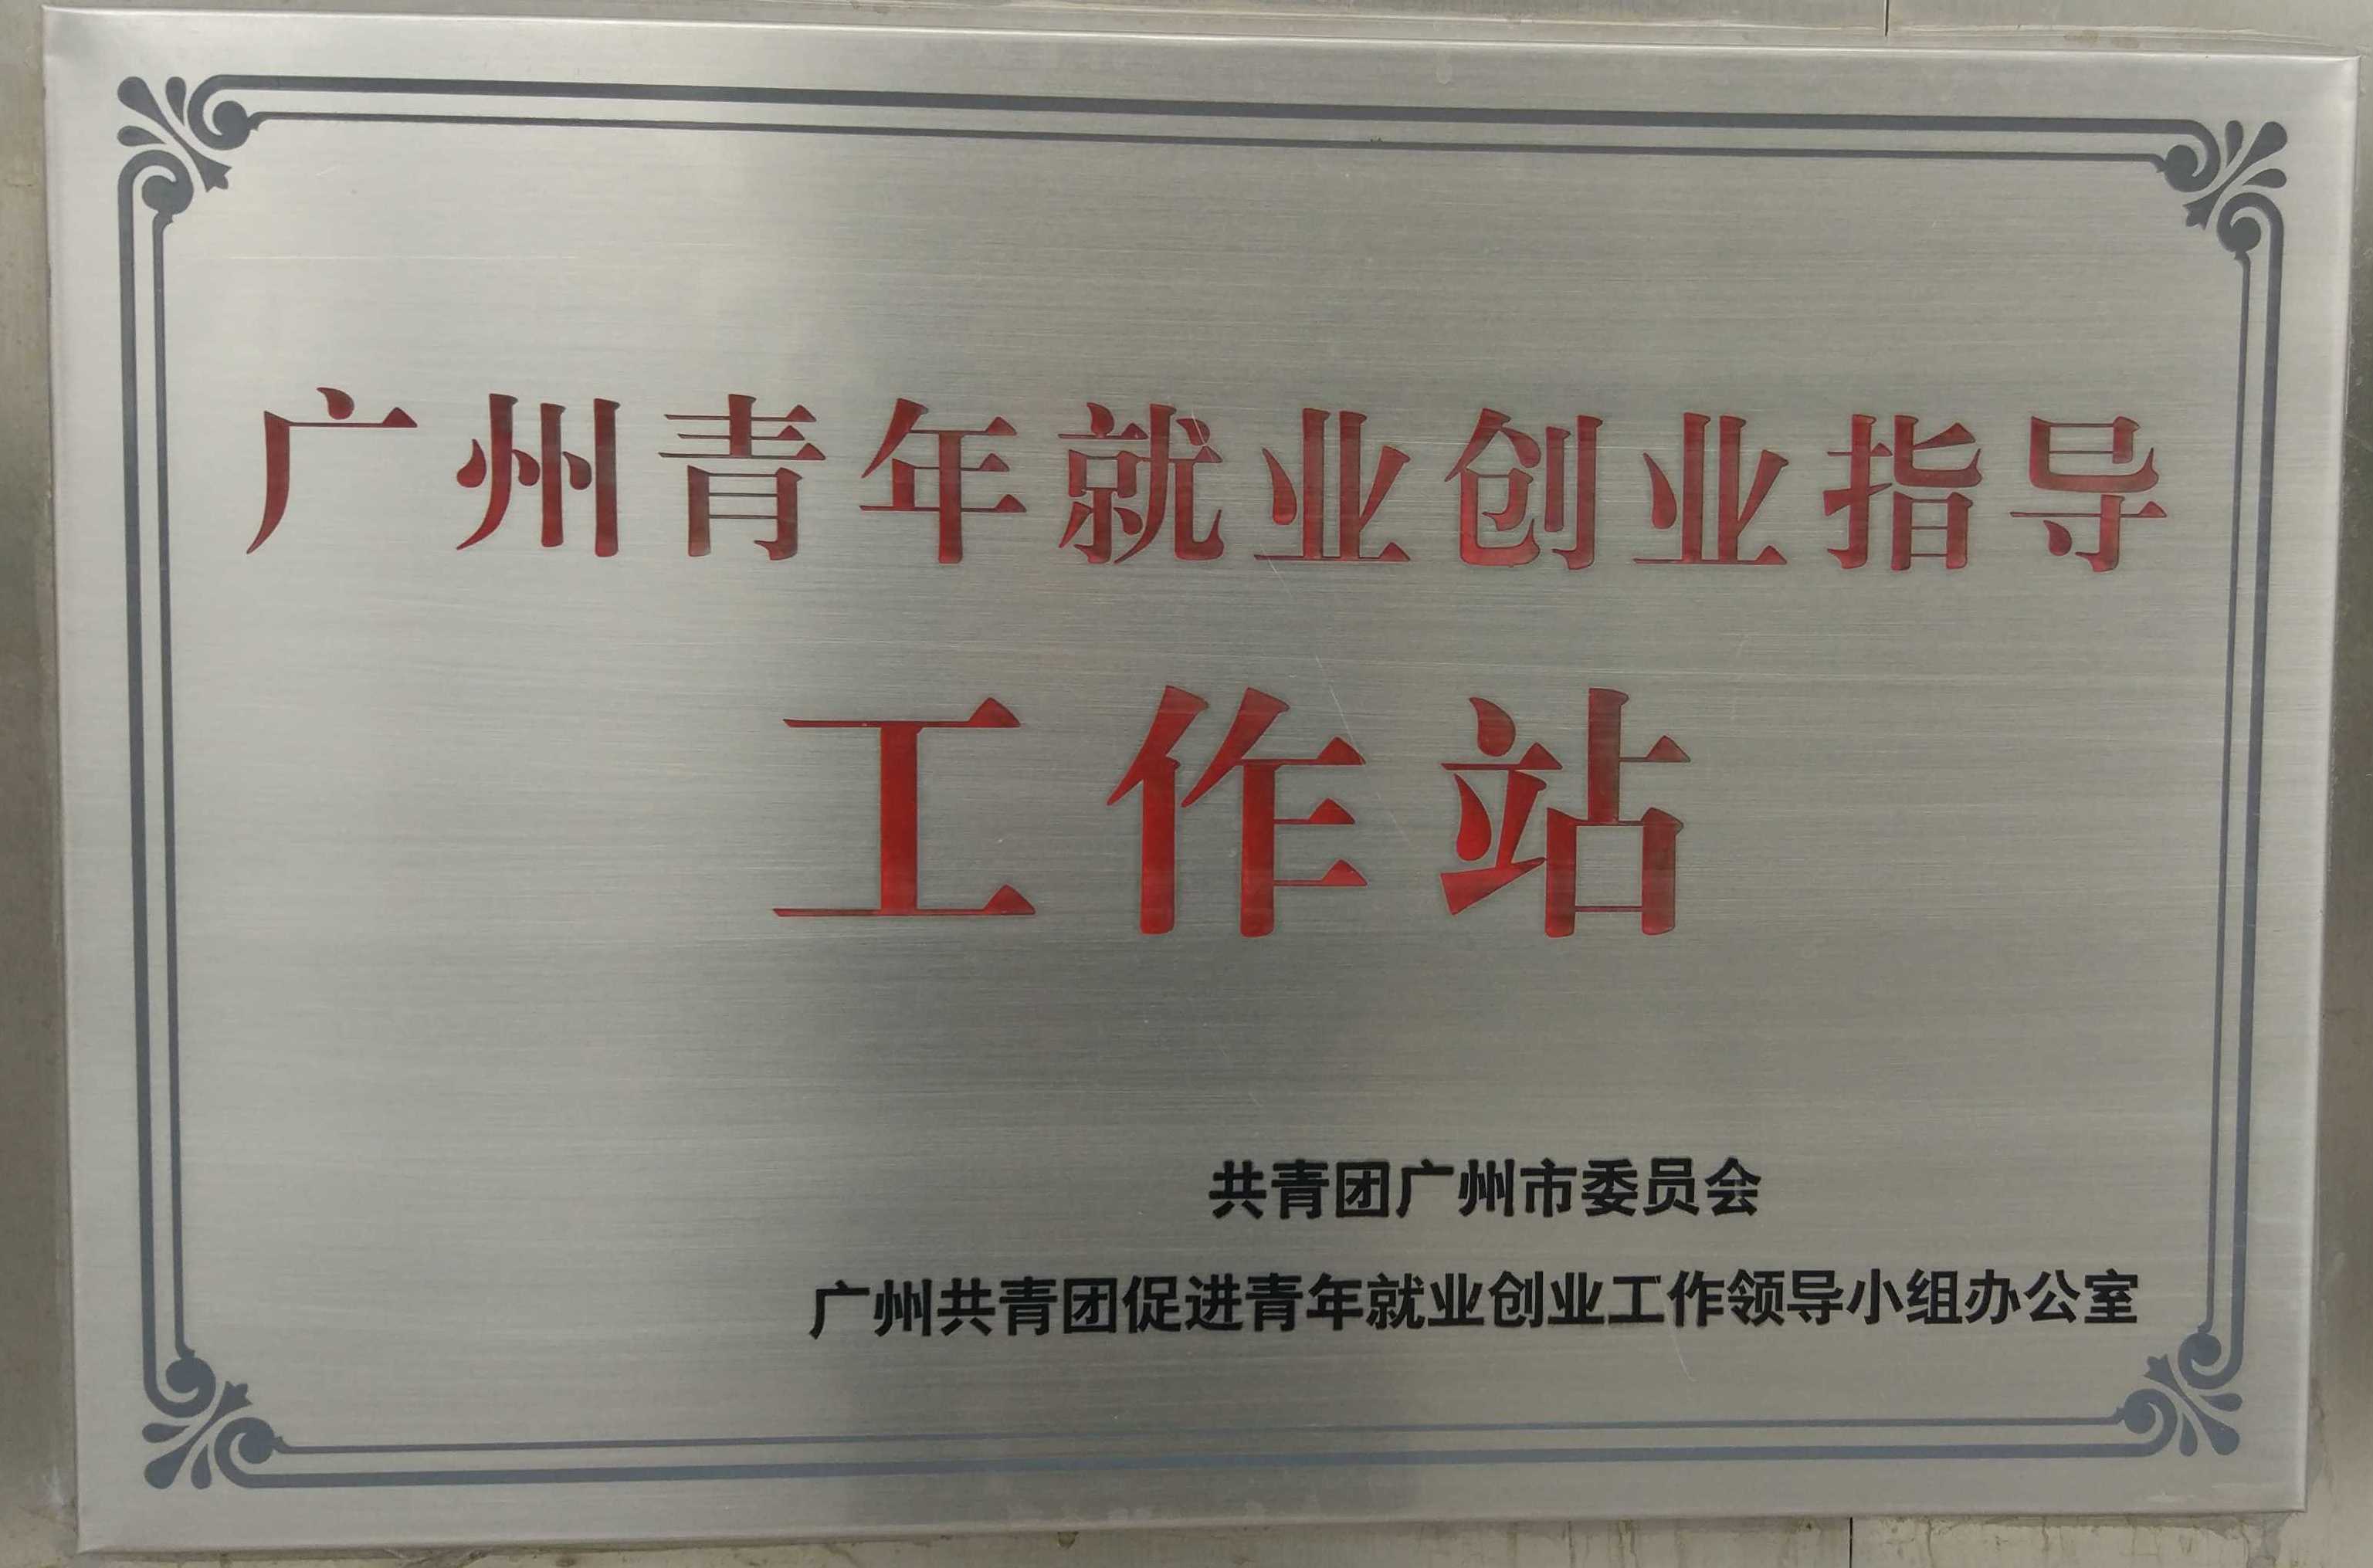 广州青年就业创业指导
工作站
共青团广州市委员会
广州共青团促进青年就业创业工作领导小组办公室